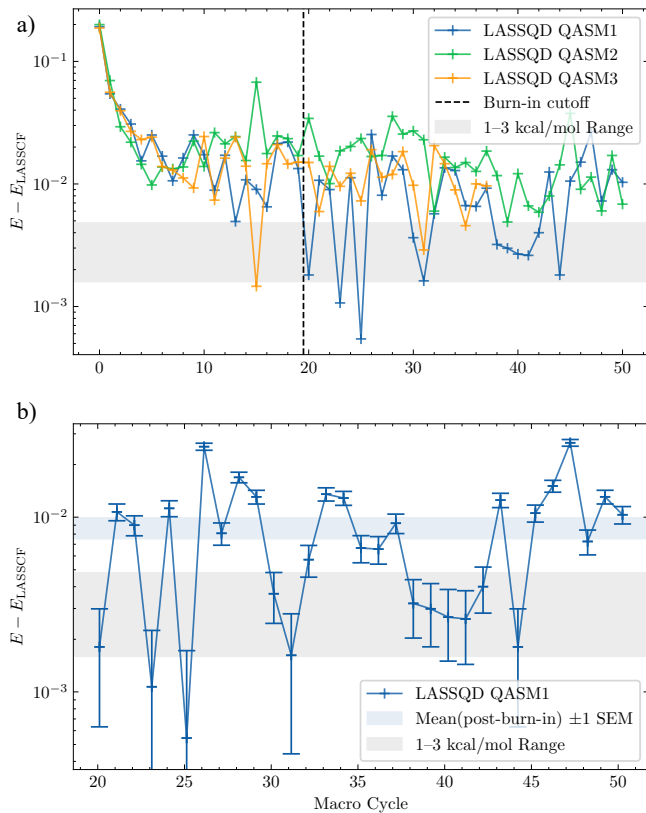 a)
LASSQD QASM1
LASSQD QASM2
LASSQD QASM3
Burn-in cutoff
1–3 kcal/mol Range
E − E_LASSCF
10⁻¹
10⁻²
10⁻³
0 10 20 30 40 50
b)
E − E_LASSCF
10⁻²
10⁻³
LASSQD QASM1
Mean(post-burn-in) ±1 SEM
1–3 kcal/mol Range
20 25 30 35 40 45 50
Macro Cycle